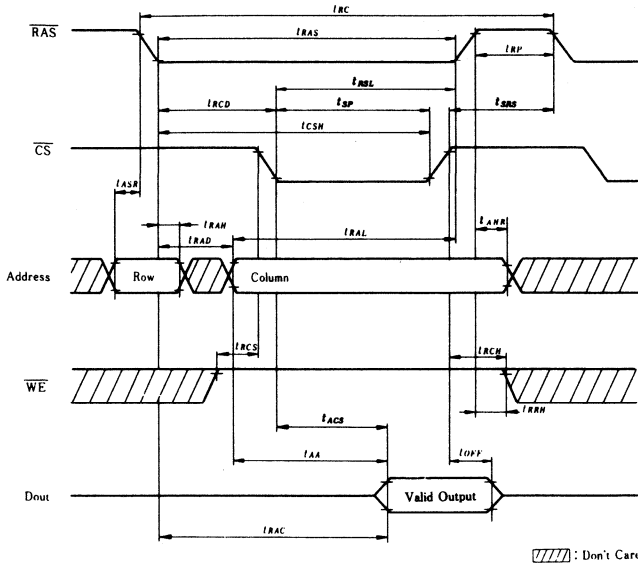 tRC
RAS
tRAS
tRP
tRSL
tRCD
tSP
tSRS
tCSH
CS
tASR
tRAH
tAHR
tRAD
tRAL
Address
Row
Column
tRCS
tRCH
WE
tRRH
tACS
tAA
tOFF
Dout
Valid Output
tRAC
: Don't Care